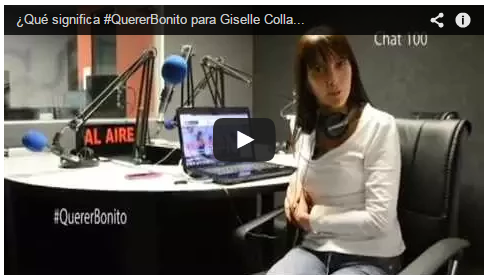 ¿Qué significa #QuererBonito para Giselle Colla...
Chat 100
AL AIRE
#QuererBonito